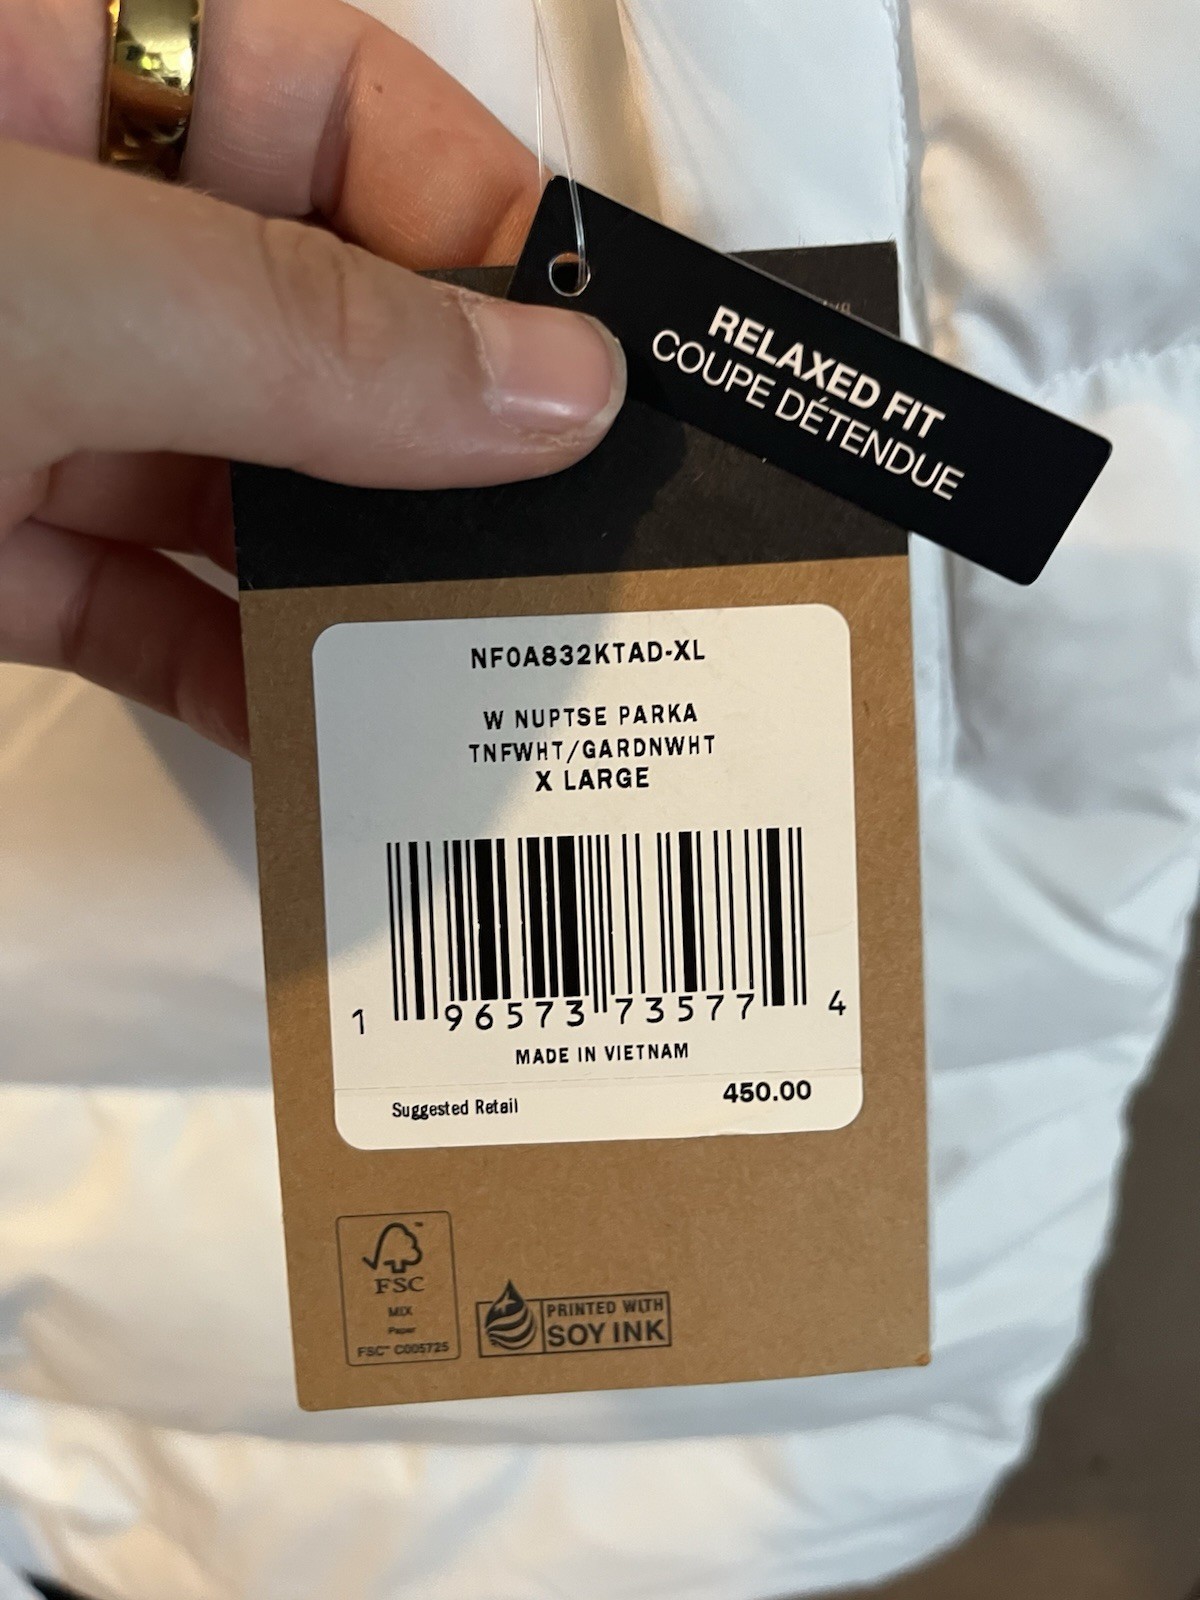 RELAXED FIT
COUPE DÉTENDUE
NF0A832KTAD-XL
W NUPTSE PARKA
TNFWHT/GARDNWHT
X LARGE
1 96573 73577 4
MADE IN VIETNAM
Suggested Retail 450.00
FSC™
MIX
Paper
FSC™ C005725
PRINTED WITH
SOY INK